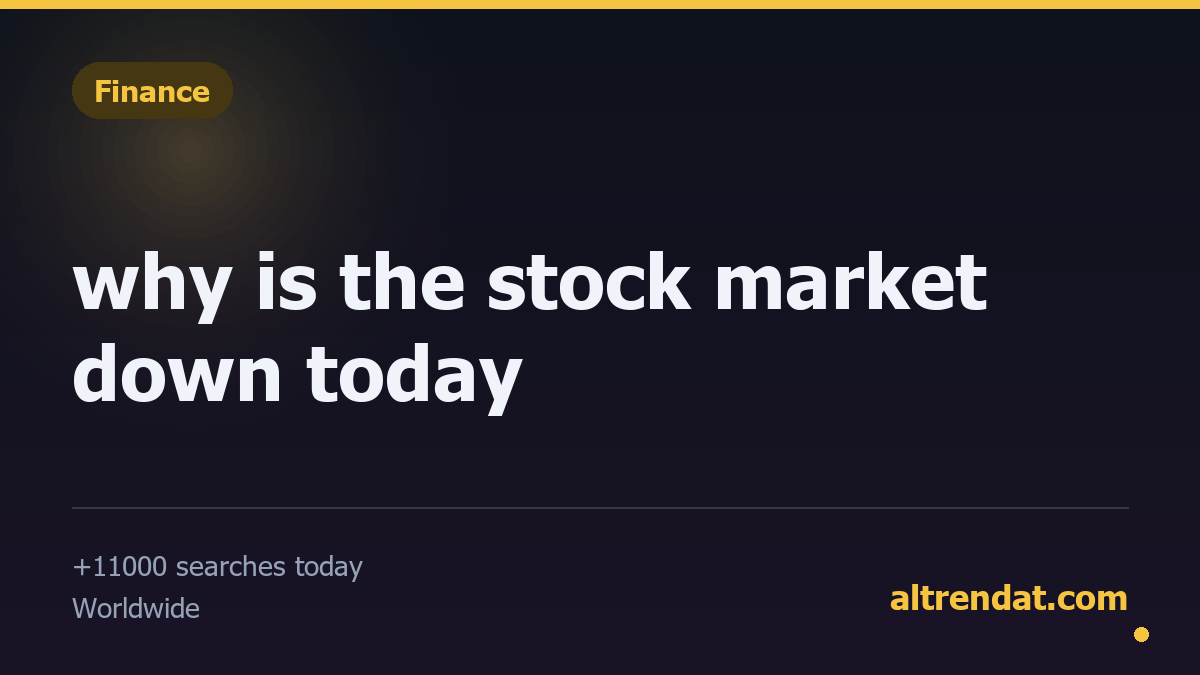 Finance
why is the stock market
down today
+11000 searches today
Worldwide
altrendat.com